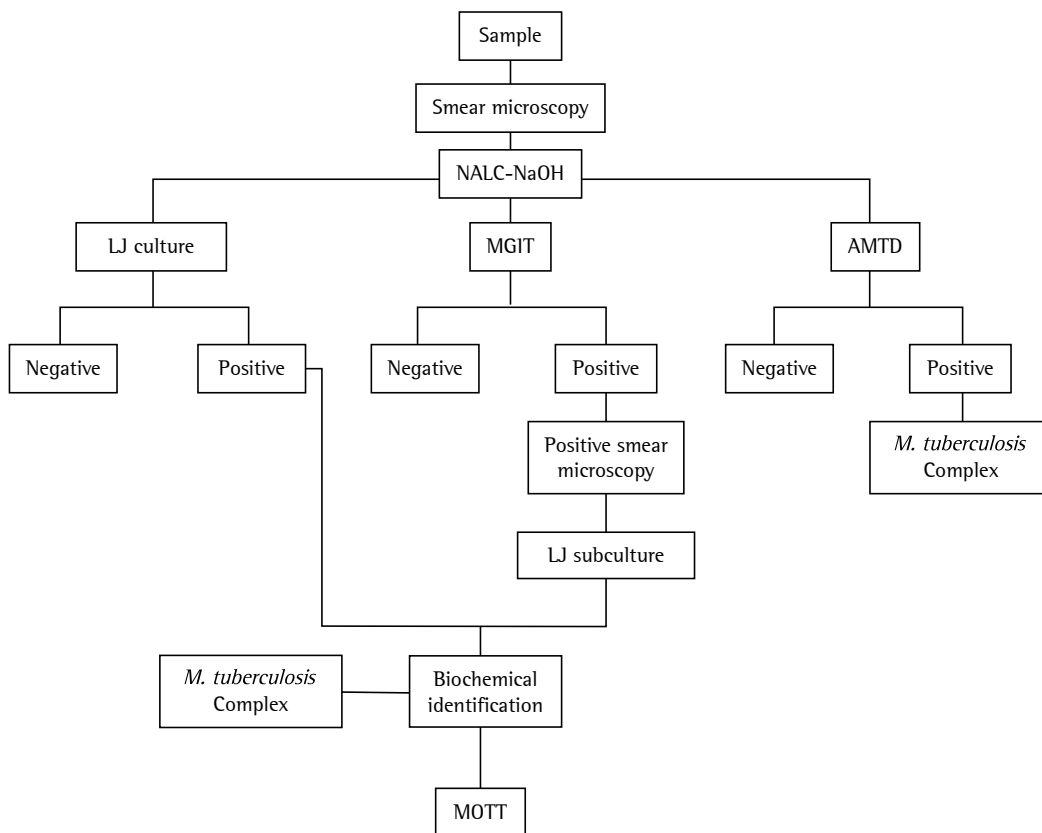 Sample
Smear microscopy
NALC-NaOH
LJ culture
MGIT
AMTD
Negative
Positive
Negative
Positive
Negative
Positive
Positive smear
microscopy
M. tuberculosis
Complex
LJ subculture
M. tuberculosis
Complex
Biochemical
identification
MOTT